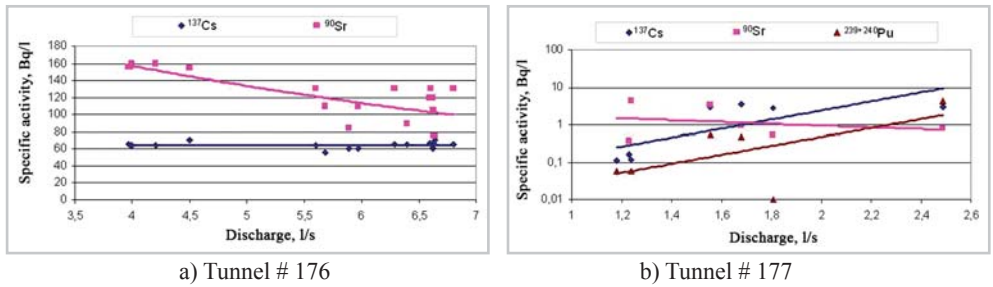 ¹³⁷Cs ⁹⁰Sr
Specific activity, Bq/l
180
160
140
120
100
80
60
40
20
0
3,5 4 4,5 5 5,5 6 6,5 7
Discharge, l/s
a) Tunnel # 176
¹³⁷Cs ⁹⁰Sr ²³⁹⁺²⁴⁰Pu
Specific activity, Bq/l
100
10
1
0,1
0,01
1 1,2 1,4 1,6 1,8 2 2,2 2,4 2,6
Discharge, l/s
b) Tunnel # 177